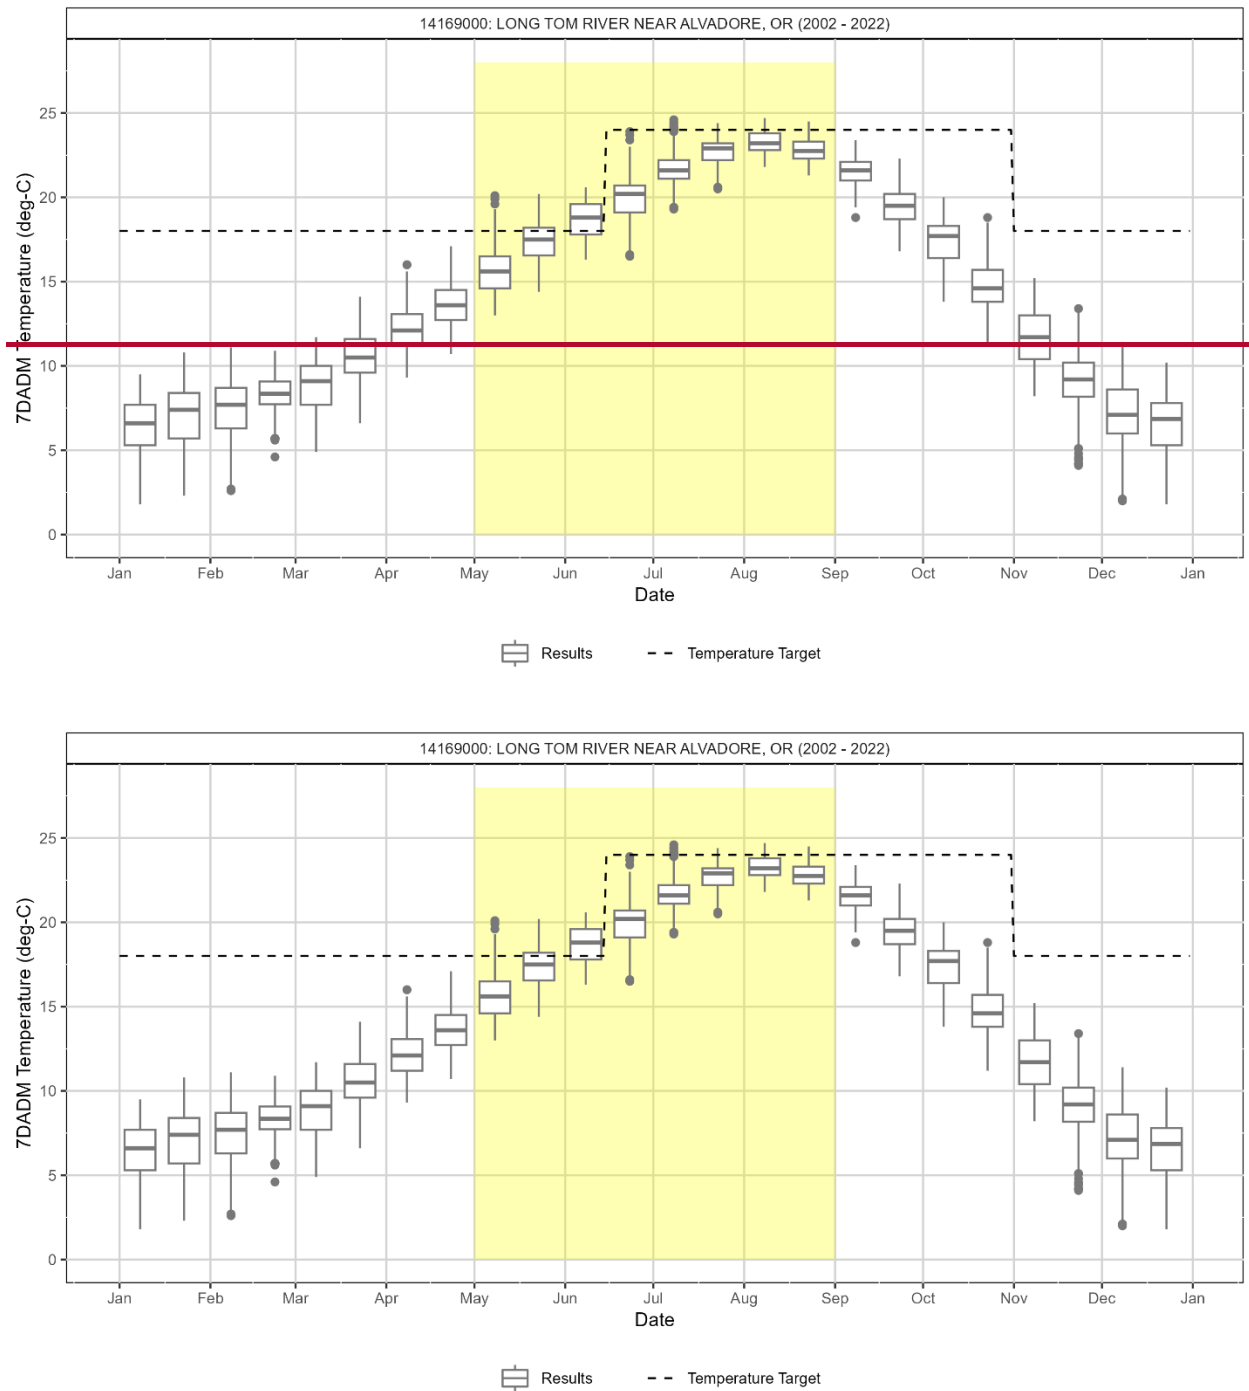 14169000: LONG TOM RIVER NEAR ALVADORE, OR (2002 - 2022)
25
20
15
10
5
0
7DADM Temperature (deg-C)
Jan Feb Mar Apr May Jun Jul Aug Sep Oct Nov Dec Jan
Date
Results Temperature Target
14169000: LONG TOM RIVER NEAR ALVADORE, OR (2002 - 2022)
25
20
15
10
5
0
7DADM Temperature (deg-C)
Jan Feb Mar Apr May Jun Jul Aug Sep Oct Nov Dec Jan
Date
Results Temperature Target